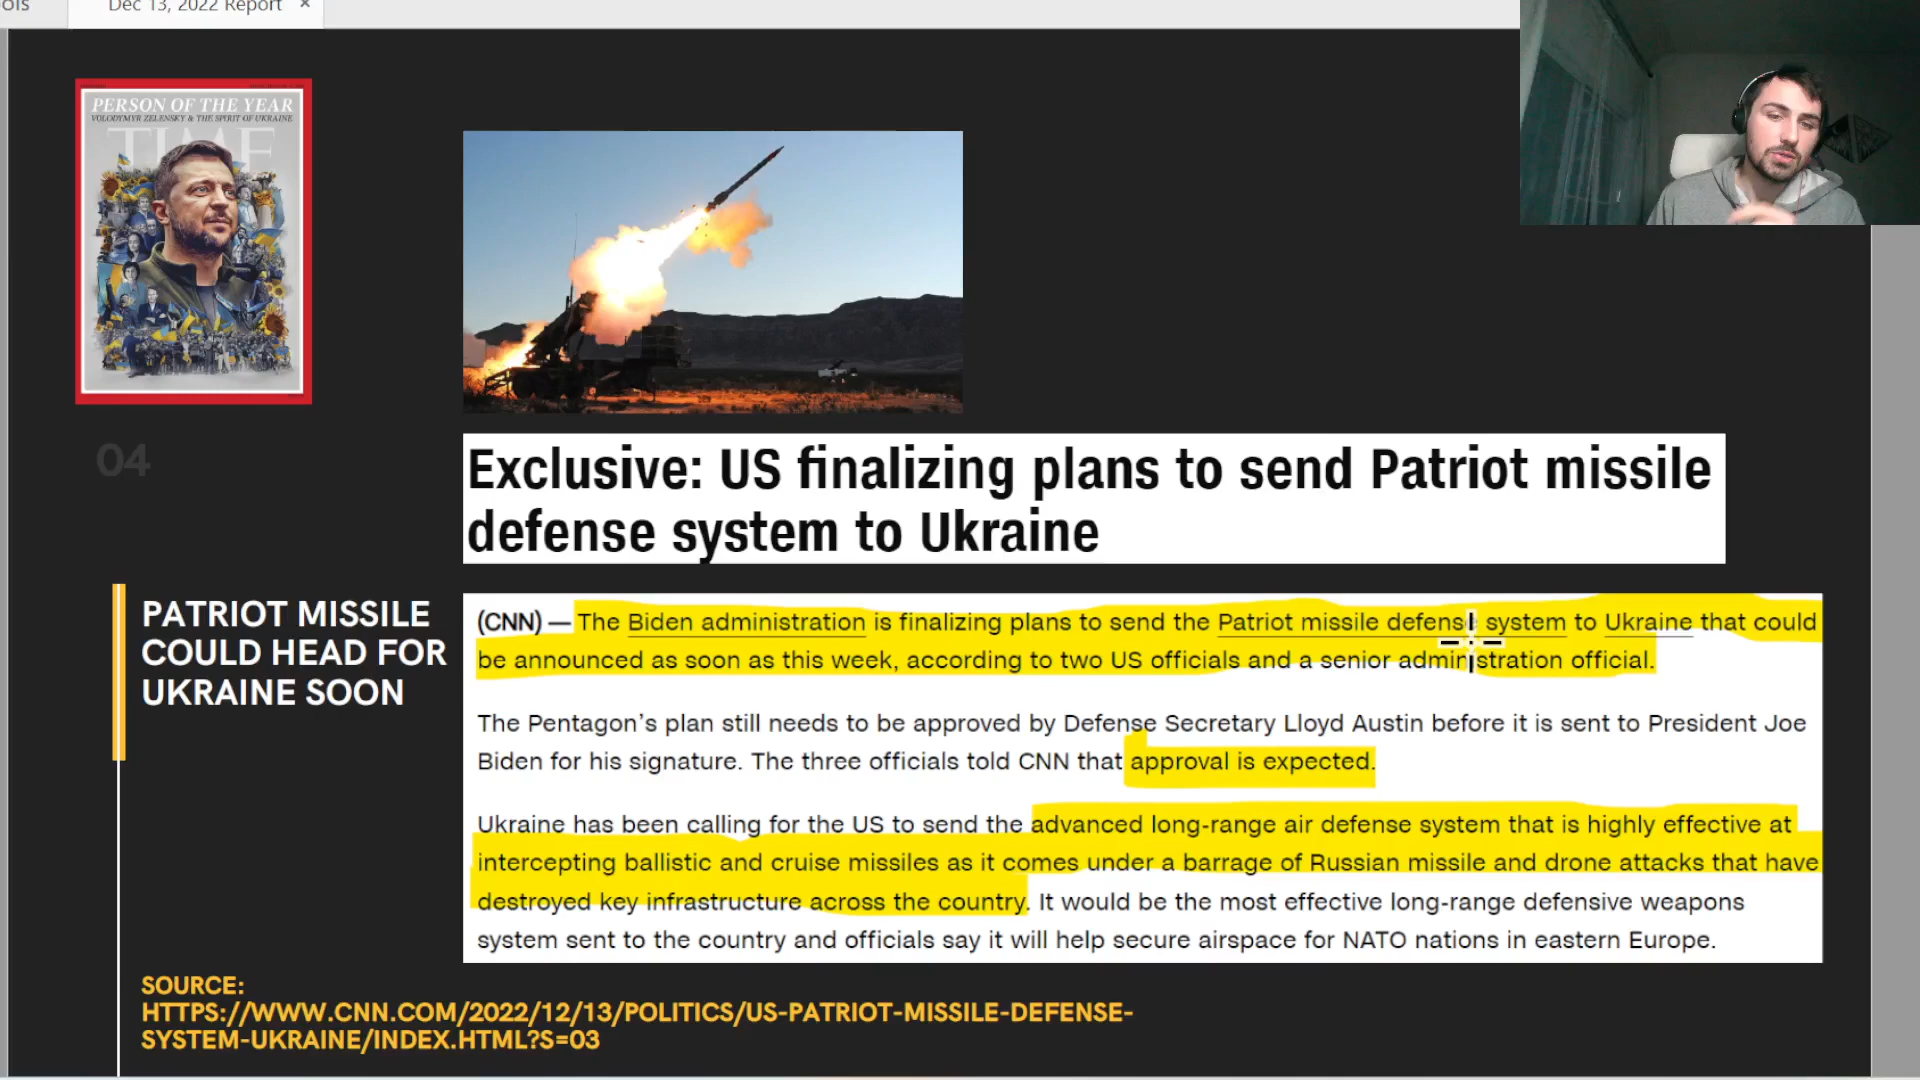 Dec 13, 2022 Report ×
PERSON OF THE YEAR
VOLODYMYR ZELENSKY & THE SPIRIT OF UKRAINE
TIME
04
Exclusive: US finalizing plans to send Patriot missile
defense system to Ukraine
PATRIOT MISSILE
COULD HEAD FOR
UKRAINE SOON
(CNN) — The Biden administration is finalizing plans to send the Patriot missile defense system to Ukraine that could
be announced as soon as this week, according to two US officials and a senior administration official.
The Pentagon's plan still needs to be approved by Defense Secretary Lloyd Austin before it is sent to President Joe
Biden for his signature. The three officials told CNN that approval is expected.
Ukraine has been calling for the US to send the advanced long-range air defense system that is highly effective at
intercepting ballistic and cruise missiles as it comes under a barrage of Russian missile and drone attacks that have
destroyed key infrastructure across the country. It would be the most effective long-range defensive weapons
system sent to the country and officials say it will help secure airspace for NATO nations in eastern Europe.
SOURCE:
HTTPS://WWW.CNN.COM/2022/12/13/POLITICS/US-PATRIOT-MISSILE-DEFENSE-
SYSTEM-UKRAINE/INDEX.HTML?S=03